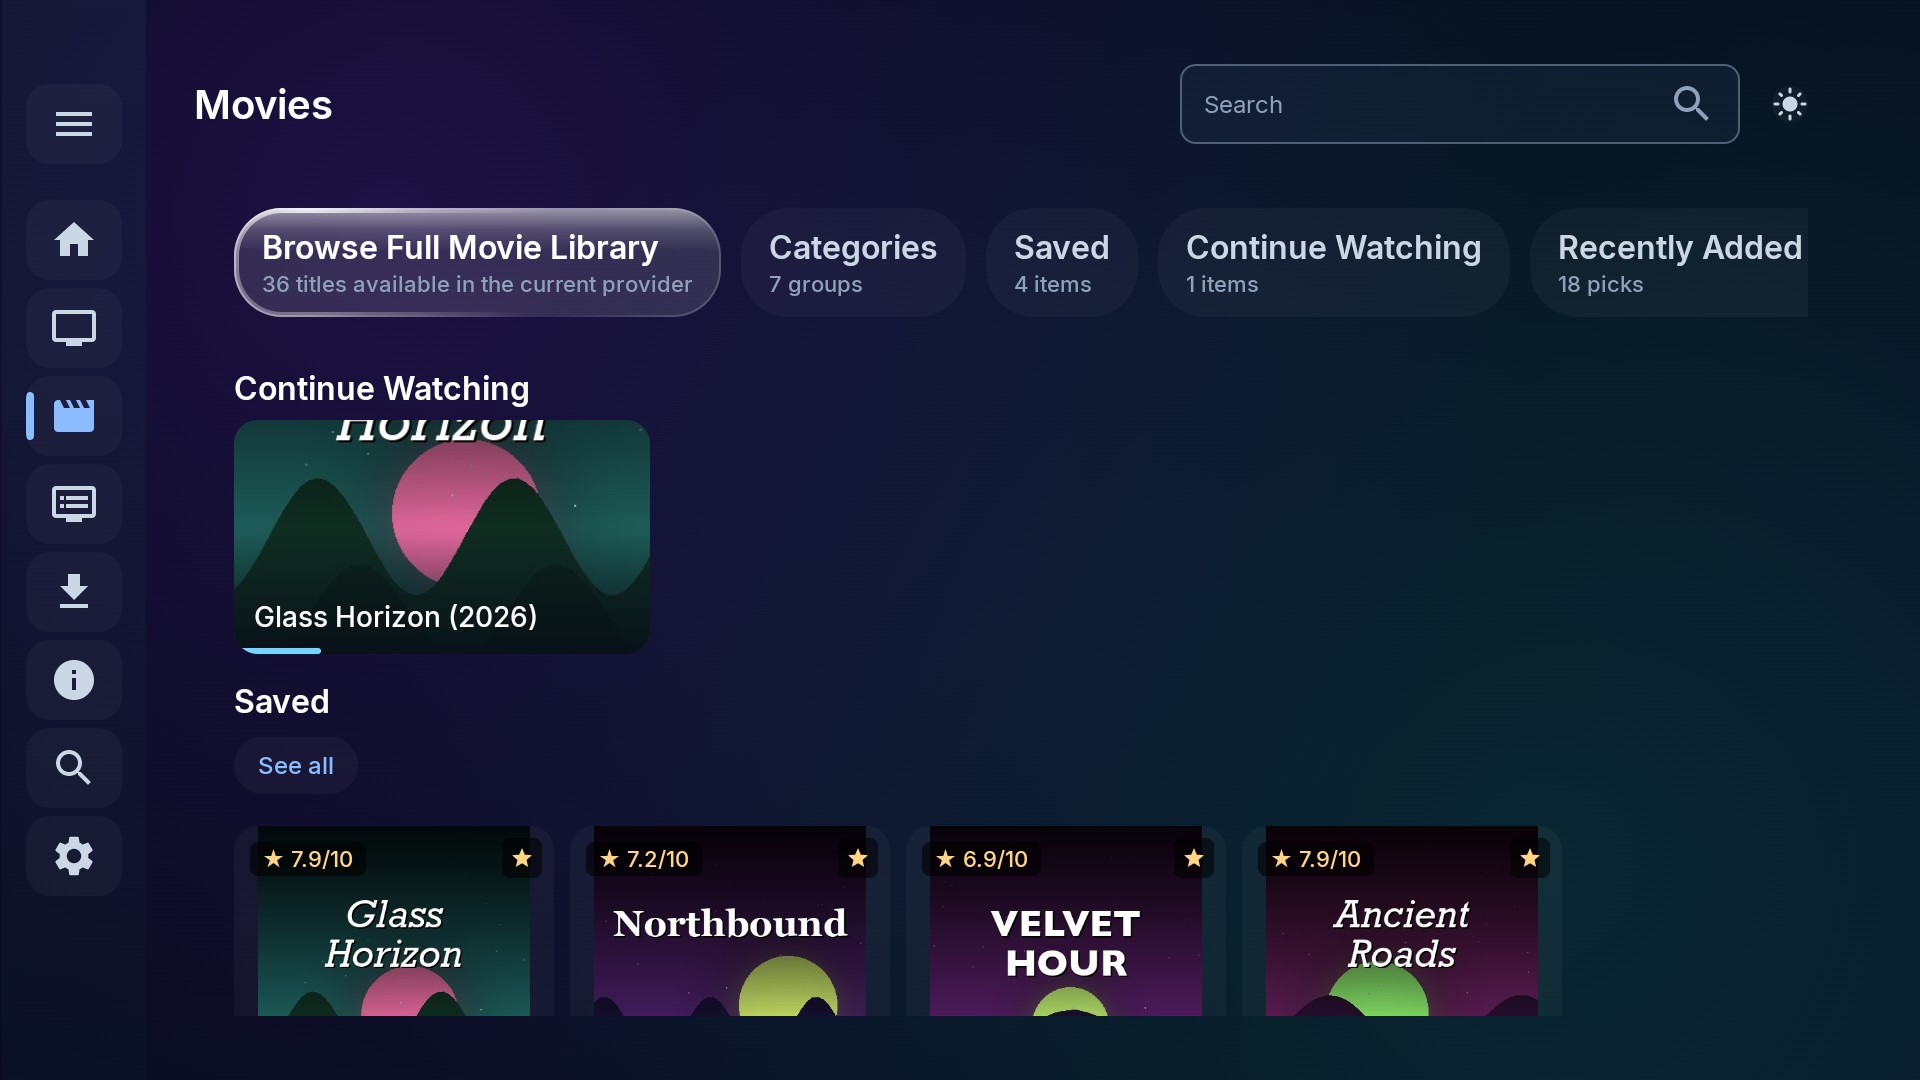 Movies
Search
Browse Full Movie Library
36 titles available in the current provider
Categories
7 groups
Saved
4 items
Continue Watching
1 items
Recently Added
18 picks
Continue Watching
Horizon
Glass Horizon (2026)
Saved
See all
7.9/10
Glass
Horizon
7.2/10
Northbound
6.9/10
VELVET
HOUR
7.9/10
Ancient
Roads